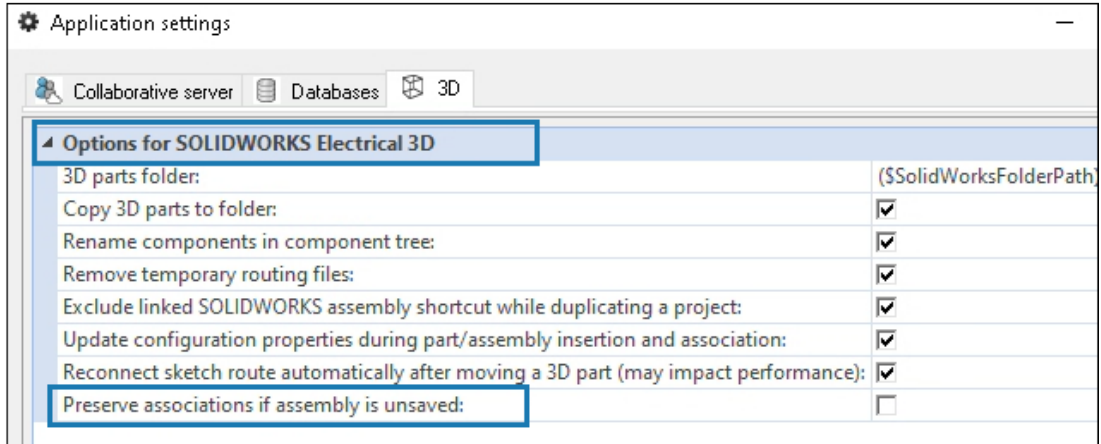 Application settings
Collaborative server Databases 3D
Options for SOLIDWORKS Electrical 3D
3D parts folder: ($SolidWorksFolderPath)
Copy 3D parts to folder:
Rename components in component tree:
Remove temporary routing files:
Exclude linked SOLIDWORKS assembly shortcut while duplicating a project:
Update configuration properties during part/assembly insertion and association:
Reconnect sketch route automatically after moving a 3D part (may impact performance):
Preserve associations if assembly is unsaved: